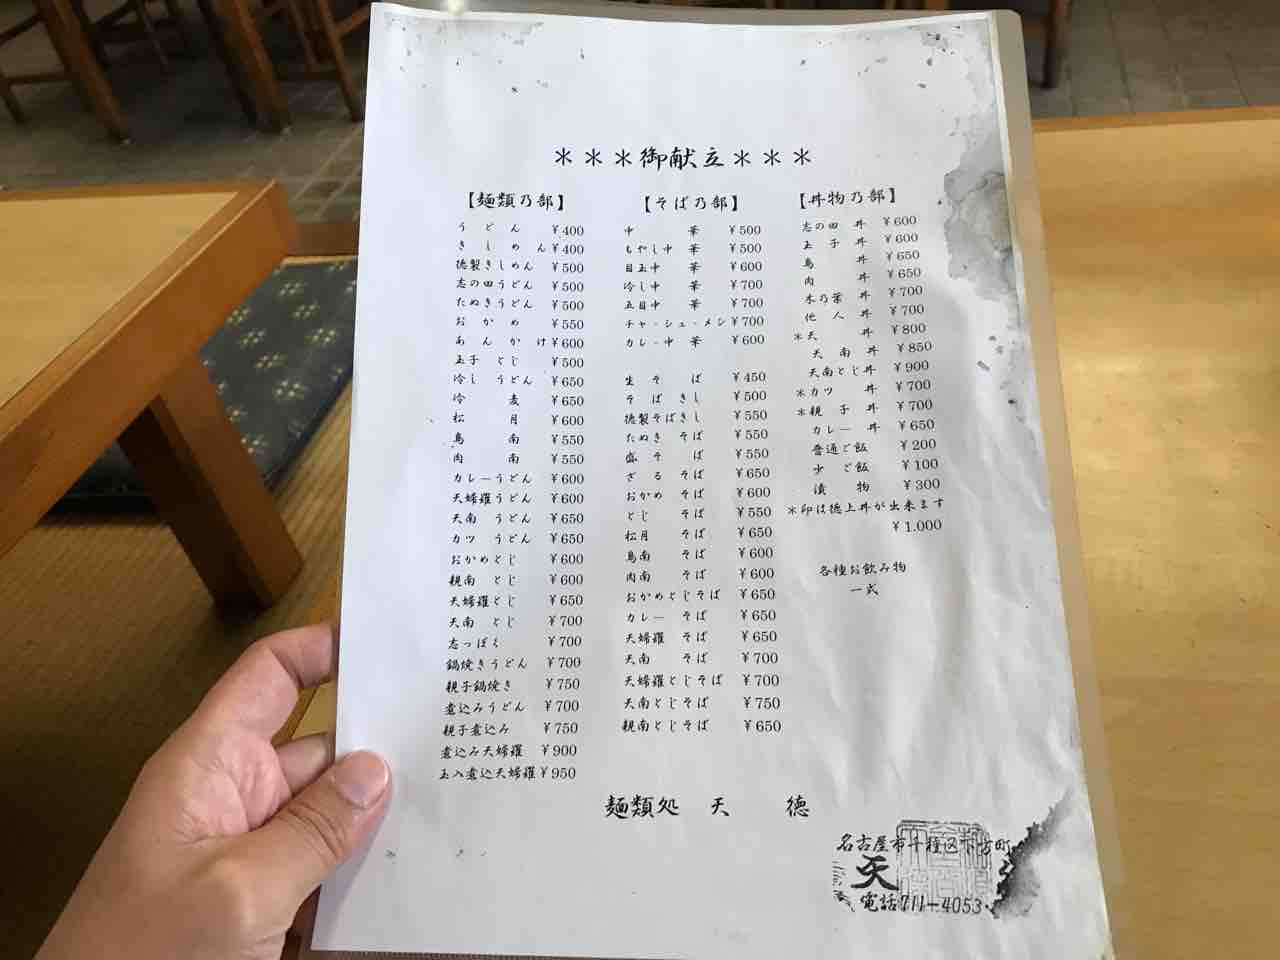 ＊＊＊御献立＊＊＊
【麺類乃部】
うどん ￥400
きしめん ￥400
徳製きしめん ￥500
志の田うどん ￥500
たぬきうどん ￥500
おかめ ￥550
あんかけ ￥600
玉子とじ ￥500
冷しうどん ￥650
冷麦 ￥650
松月 ￥600
鳥南 ￥550
肉南 ￥550
カレーうどん ￥600
天婦羅うどん ￥600
天南うどん ￥650
カツうどん ￥650
おかめとじ ￥600
親南とじ ￥600
天婦羅とじ ￥650
天南とじ ￥700
志っぽく ￥700
鍋焼きうどん ￥700
親子鍋焼き ￥750
煮込みうどん ￥700
親子煮込み ￥750
煮込み天婦羅 ￥900
玉入煮込天婦羅 ￥950
【そば乃部】
中華 ￥500
もやし中華 ￥500
目玉中華 ￥600
冷し中華 ￥700
五目中華 ￥700
チャーシューメン ￥700
カレー中華 ￥600
生そば ￥450
そばきし ￥500
徳製そばきし ￥550
たぬきそば ￥550
盛そば ￥550
ざるそば ￥650
おかめそば ￥600
とじそば ￥550
松月そば ￥650
鳥南そば ￥600
肉南そば ￥600
おかめとじそば ￥650
カレーそば ￥650
天婦羅そば ￥650
天南そば ￥700
天婦羅とじそば ￥700
天南とじそば ￥750
親南とじそば ￥650
【丼物乃部】
志の田丼 ￥600
玉子丼 ￥600
鳥丼 ￥650
肉丼 ￥650
木の葉丼 ￥700
他人丼 ￥700
＊天丼 ￥800
天南丼 ￥850
天南とじ丼 ￥900
＊カツ丼 ￥700
＊親子丼 ￥700
カレー丼 ￥650
普通ご飯 ￥200
少ご飯 ￥100
漬物 ￥300
＊印は徳上丼が出来ます
￥1.000
各種お飲み物
一式
麺類処 天徳
名古屋市千種区
天
電話711-4053